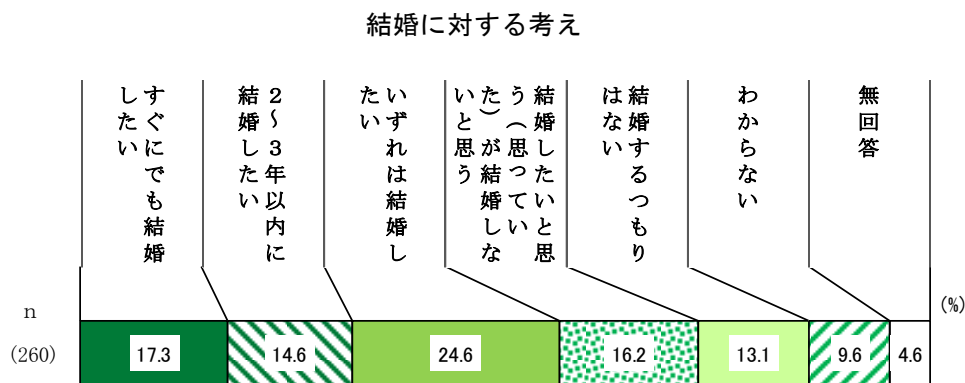 結婚に対する考え
すぐにでも結婚
したい
２～３年以内に
結婚したい
いずれは結婚し
たい
結婚したいと思
う（思ってい
た）が結婚しな
いと思う
結婚するつもり
はない
わからない
無回答
(%)
n
(260)
17.3
14.6
24.6
16.2
13.1
9.6
4.6